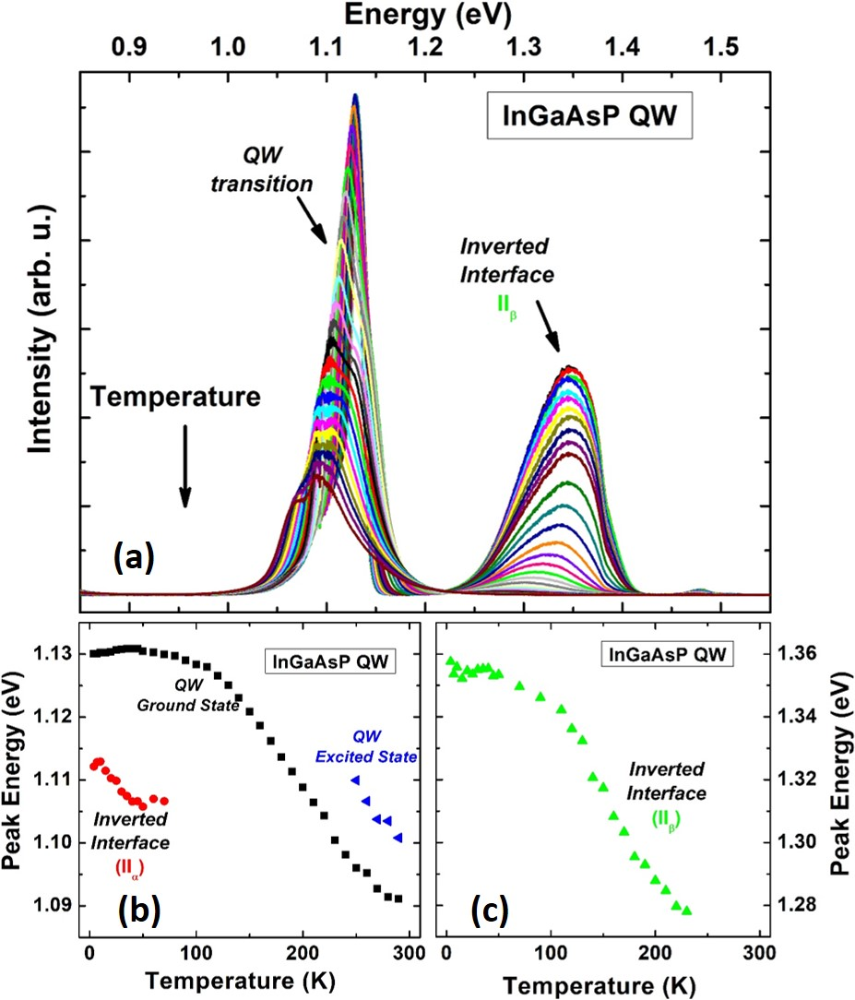 Energy (eV)
0.9 1.0 1.1 1.2 1.3 1.4 1.5
InGaAsP QW
QW
transition
Inverted
Interface
IIβ
Temperature
Intensity (arb. u.)
(a)
1.13
1.12
1.11
1.10
1.09
Peak Energy (eV)
InGaAsP QW
QW
Ground State
QW
Excited State
Inverted
Interface
(IIα)
(b)
0 100 200 300
Temperature (K)
InGaAsP QW
Inverted
Interface
(IIβ)
(c)
1.36
1.34
1.32
1.30
1.28
Peak Energy (eV)
0 100 200 300
Temperature (K)